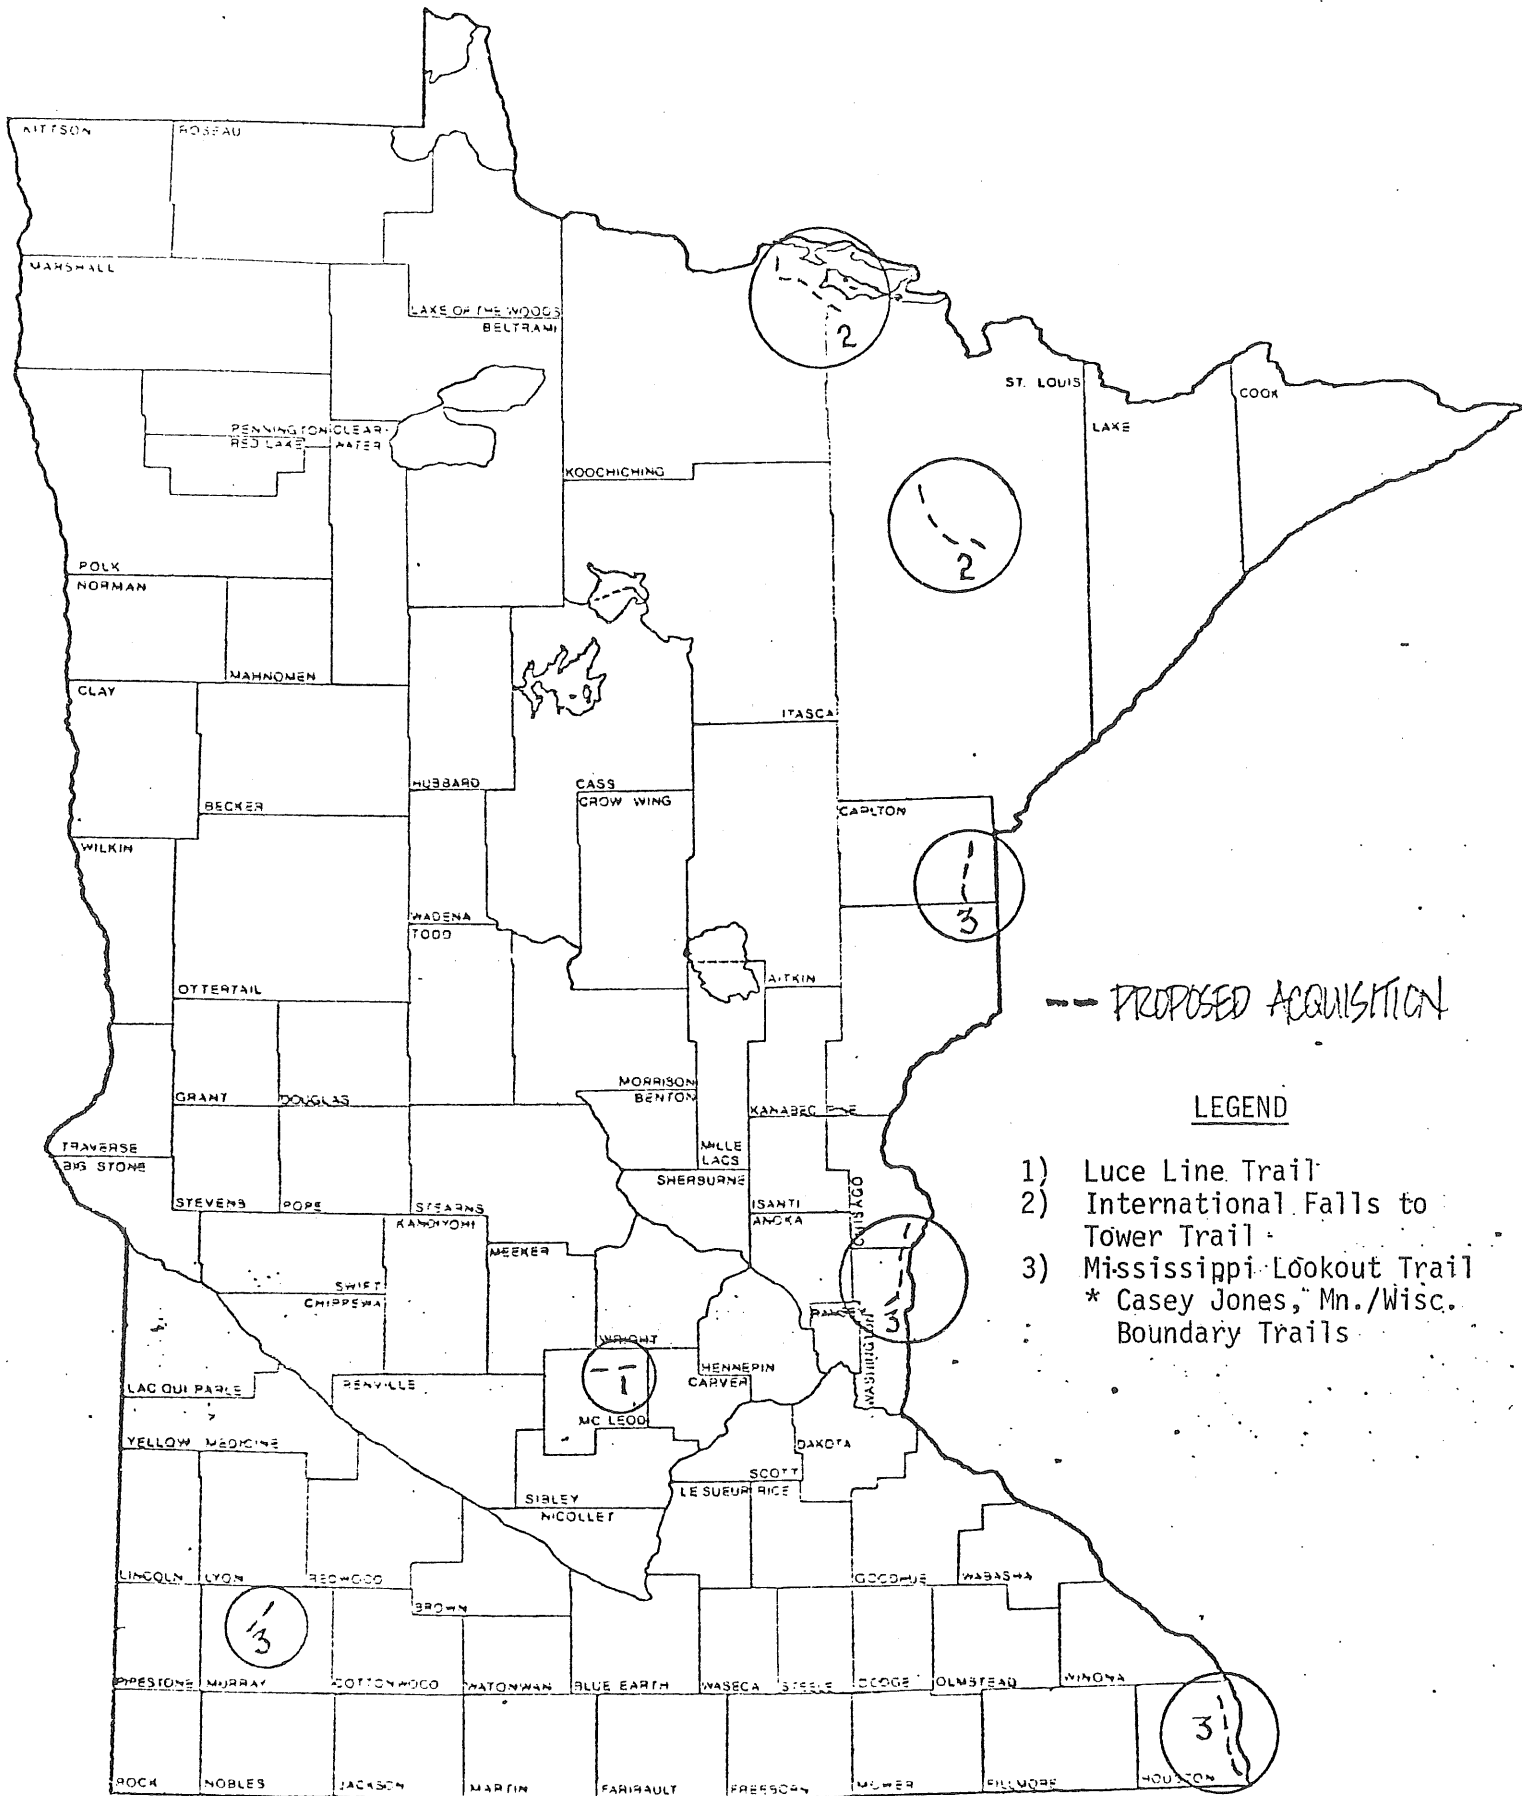 KITTSON
ROSEAU
MARSHALL
LAKE OF THE WOODS
BELTRAMI
2
ST. LOUIS
COOK
LAKE
PENNINGTON CLEAR-
RED LAKE WATER
KOOCHICHING
2
POLK
NORMAN
MAHNOMEN
CLAY
ITASCA
HUBBARD
CASS
CROW WING
BECKER
CARLTON
WILKIN
WADENA
TODD
3
AITKIN
OTTERTAIL
-- PROPOSED ACQUISITION
MORRISON
BENTON
GRANT
DOUGLAS
KANABEC PINE
LEGEND
TRAVERSE
BIG STONE
MILLE
LACS
SHERBURNE
1) Luce Line Trail
2) International Falls to
Tower Trail
3) Mississippi Lookout Trail
* Casey Jones, Mn./Wisc.
Boundary Trails
STEVENS
POPE
STEARNS
KANDIYOHI
ISANTI
ANOKA
CHISAGO
MEEKER
SWIFT
CHIPPEWA
3
WASHINGTON
WRIGHT
HENNEPIN
CARVER
1
LAC QUI PARLE
RENVILLE
MC LEOD
YELLOW MEDICINE
DAKOTA
SCOTT
LE SUEUR
RICE
SIBLEY
NICOLLET
LINCOLN
LYON
REDWOOD
GOODHUE
WABASHA
BROWN
3
PIPESTONE
MURRAY
COTTONWOOD
WATONWAN
BLUE EARTH
WASECA
STEELE
DODGE
OLMSTEAD
WINONA
3
ROCK
NOBLES
JACKSON
MARTIN
FARIBAULT
FREEBORN
MOWER
FILLMORE
HOUSTON